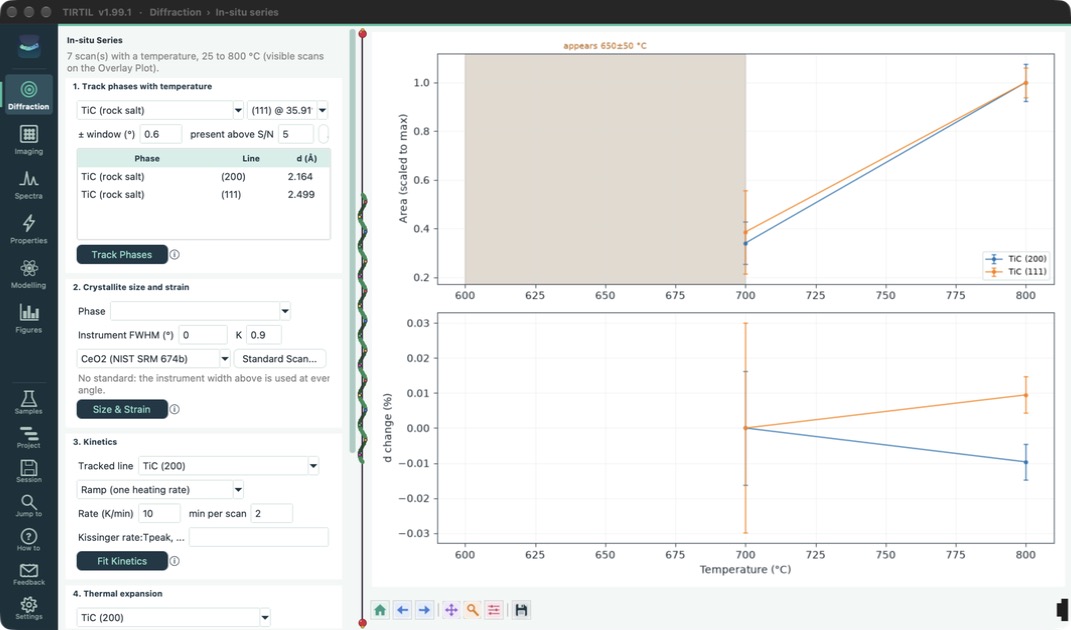 TIRTIL v1.99.1 · Diffraction › In-situ series
Diffraction
Imaging
Spectra
Properties
Modelling
Figures
Samples
Project
Session
Jump to
How to
Feedback
Settings
In-situ Series
7 scan(s) with a temperature, 25 to 800 °C (visible scans
on the Overlay Plot).
1. Track phases with temperature
TiC (rock salt) (111) @ 35.91
± window (°) 0.6 present above S/N 5
Phase Line d (Å)
TiC (rock salt) (200) 2.164
TiC (rock salt) (111) 2.499
Track Phases
2. Crystallite size and strain
Phase
Instrument FWHM (°) 0 K 0.9
CeO2 (NIST SRM 674b) Standard Scan...
No standard: the instrument width above is used at ever
angle.
Size & Strain
3. Kinetics
Tracked line TiC (200)
Ramp (one heating rate)
Rate (K/min) 10 min per scan 2
Kissinger rate:Tpeak, ...
Fit Kinetics
4. Thermal expansion
TiC (200)
appears 650±50 °C
Area (scaled to max)
1.0
0.8
0.6
0.4
0.2
TiC (200)
TiC (111)
600 625 650 675 700 725 750 775 800
d change (%)
0.03
0.02
0.01
0.00
−0.01
−0.02
−0.03
600 625 650 675 700 725 750 775 800
Temperature (°C)